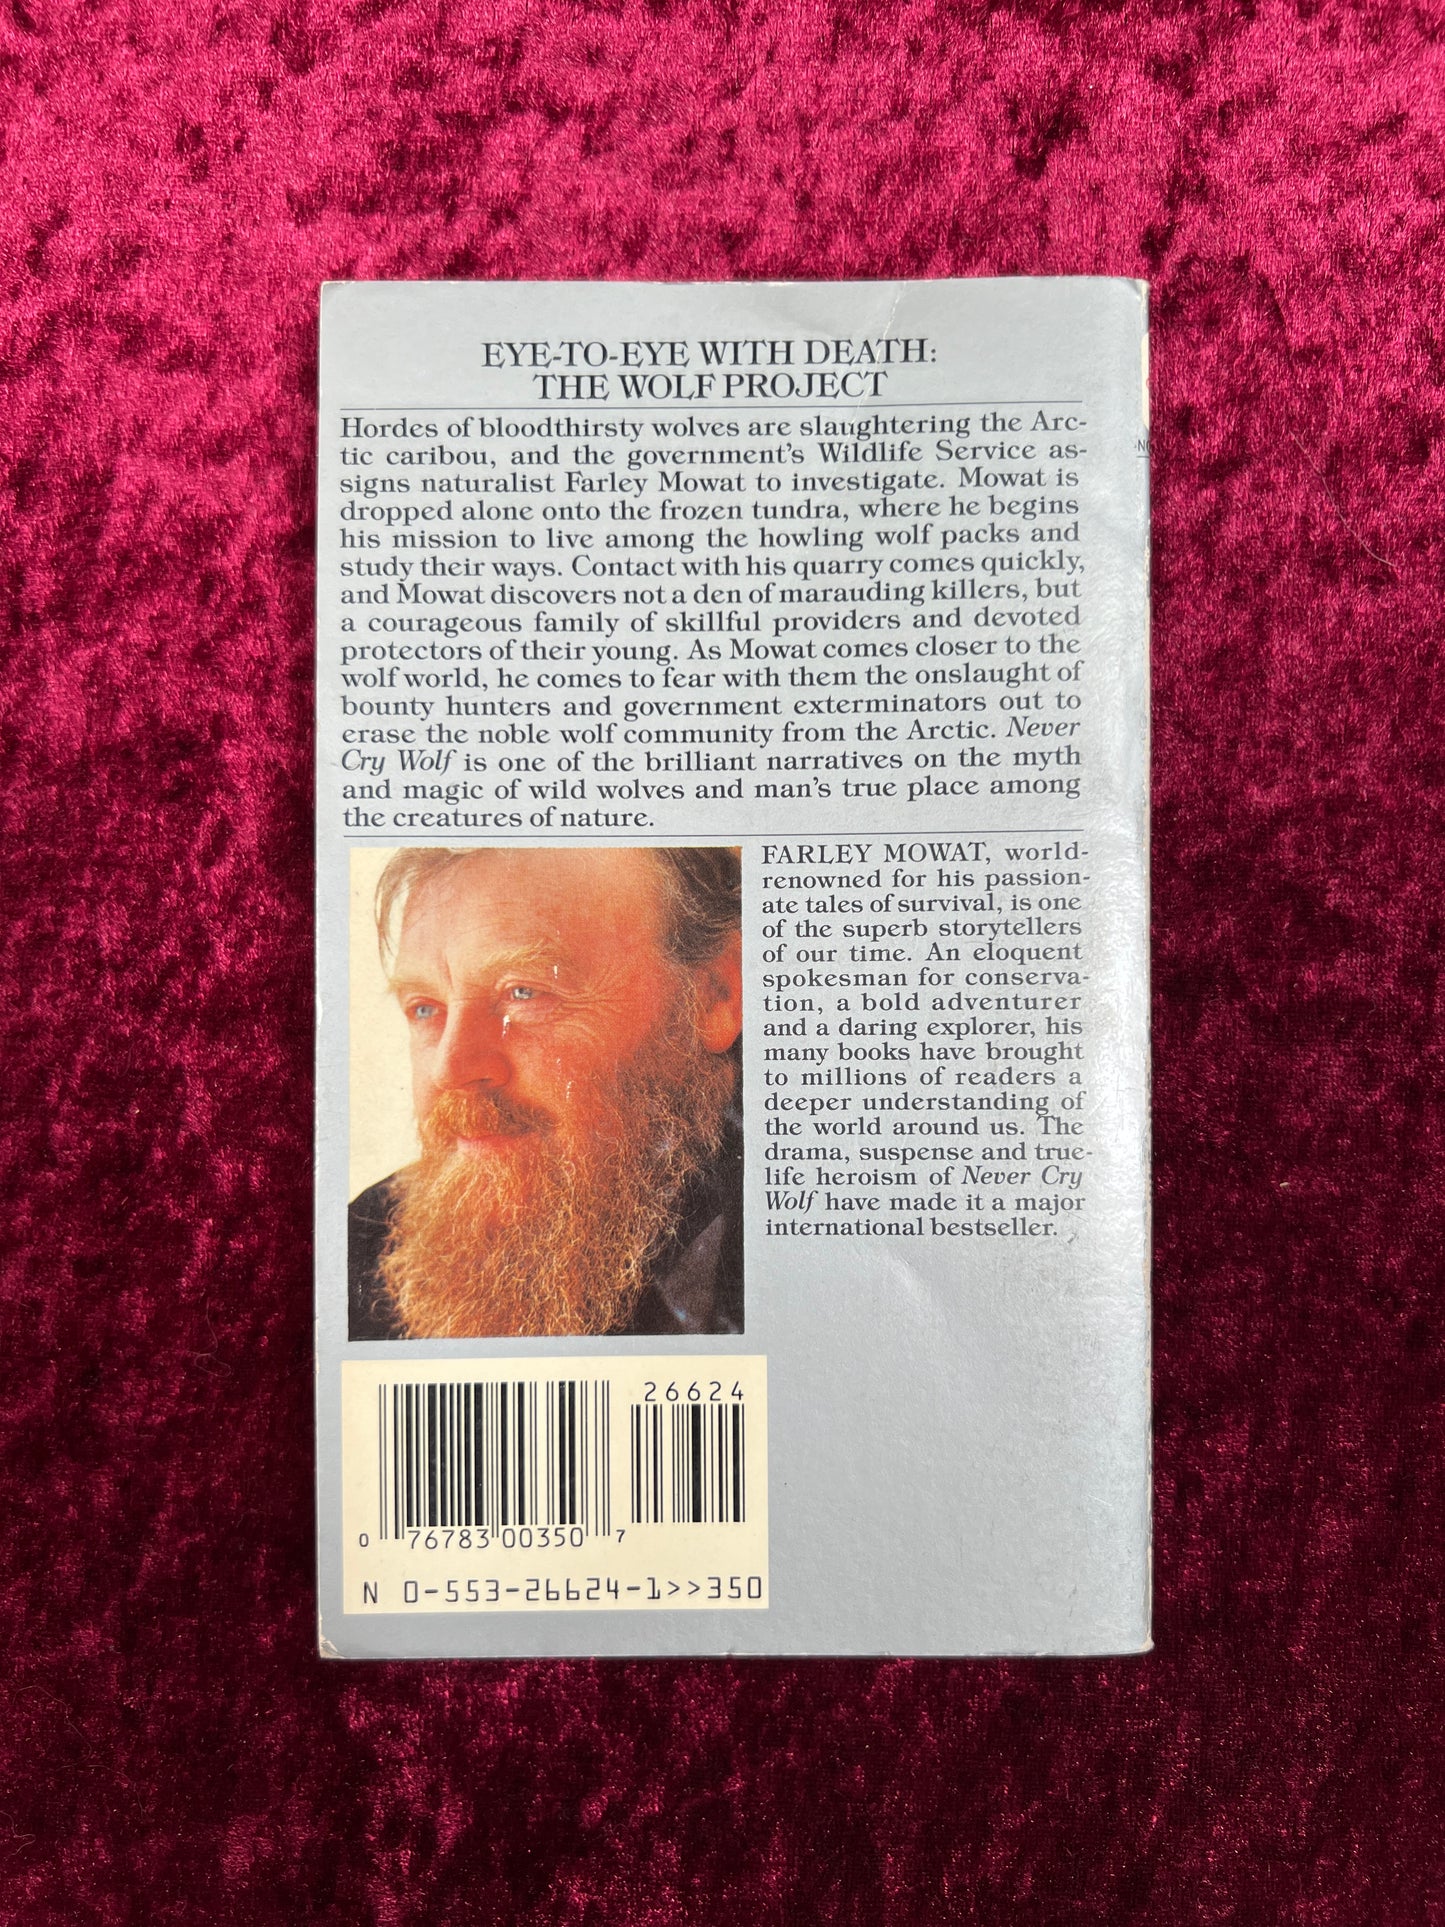 EYE-TO-EYE WITH DEATH:
THE WOLF PROJECT
Hordes of bloodthirsty wolves are slaughtering the Arc-
tic caribou, and the government's Wildlife Service as-
signs naturalist Farley Mowat to investigate. Mowat is
dropped alone onto the frozen tundra, where he begins
his mission to live among the howling wolf packs and
study their ways. Contact with his quarry comes quickly,
and Mowat discovers not a den of marauding killers, but
a courageous family of skillful providers and devoted
protectors of their young. As Mowat comes closer to the
wolf world, he comes to fear with them the onslaught of
bounty hunters and government exterminators out to
erase the noble wolf community from the Arctic. Never
Cry Wolf is one of the brilliant narratives on the myth
and magic of wild wolves and man's true place among
the creatures of nature.
FARLEY MOWAT, world-
renowned for his passion-
ate tales of survival, is one
of the superb storytellers
of our time. An eloquent
spokesman for conserva-
tion, a bold adventurer
and a daring explorer, his
many books have brought
to millions of readers a
deeper understanding of
the world around us. The
drama, suspense and true-
life heroism of Never Cry
Wolf have made it a major
international bestseller.
26624
0 76783 00350 7
N 0-553-26624-1>>350